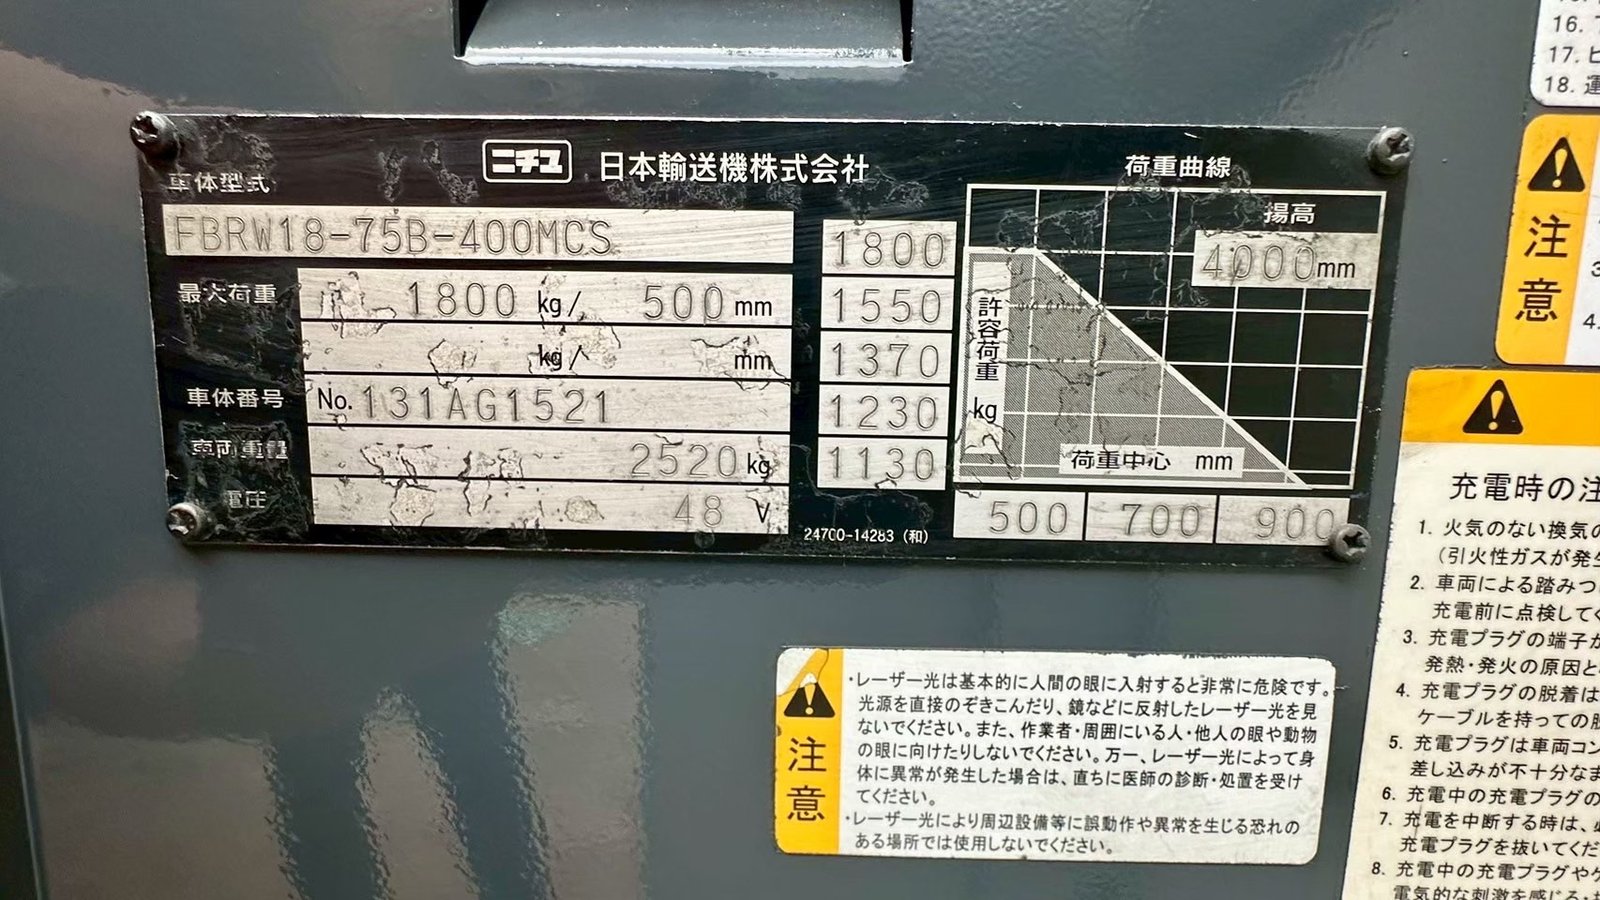 ニチユ 日本輸送機株式会社
車体型式
FBRW18-75B-400MCS
最大荷重 1800 kg/ 500 mm
kg/ mm
車体番号 No. 131AG1521
車両重量 2520 kg
電圧 48 V
1800
1550
1370
1230
1130
24700-14283 (和)
荷重曲線
揚高
4000mm
許容荷重 kg
荷重中心 mm
500 700 900
注意
・レーザー光は基本的に人間の眼に入射すると非常に危険です。
光源を直接のぞきこんだり、鏡などに反射したレーザー光を見
ないでください。また、作業者・周囲にいる人・他人の眼や動物
の眼に向けたりしないでください。万一、レーザー光によって身
体に異常が発生した場合は、直ちに医師の診断・処置を受け
てください。
・レーザー光により周辺設備等に誤動作や異常を生じる恐れの
ある場所では使用しないでください。
16.
17. ヒ
18. 運
注意
4.
充電時の注
1. 火気のない換気の
(引火性ガスが発生
2. 車両による踏みつ
充電前に点検してく
3. 充電プラグの端子が
発熱・発火の原因と
4. 充電プラグの脱着は
ケーブルを持っての脱
5. 充電プラグは車両コン
差し込みが不十分なま
6. 充電中の充電プラグの
7. 充電を中断する時は、必
充電プラグを抜いてくだ
8. 充電中の充電プラグやケ
電気的な刺激を感じる・